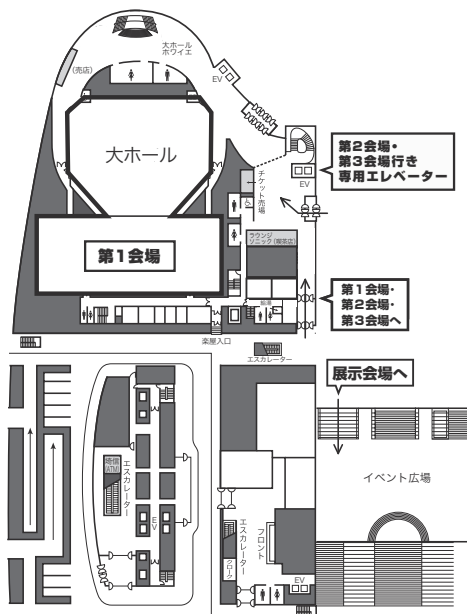 大ホール
ホワイエ
(売店)
EV
大ホール
第2会場・
第3会場行き
専用エレベーター
EV
チケット売場
第1会場
ラウンジ
ソニック(喫茶店)
第1会場・
第2会場・
第3会場へ
楽屋入口
エスカレーター
展示会場へ
イベント広場
埼信
(ATM)
エスカレーター
EV
エスカレーター
フロント
クローク
EV